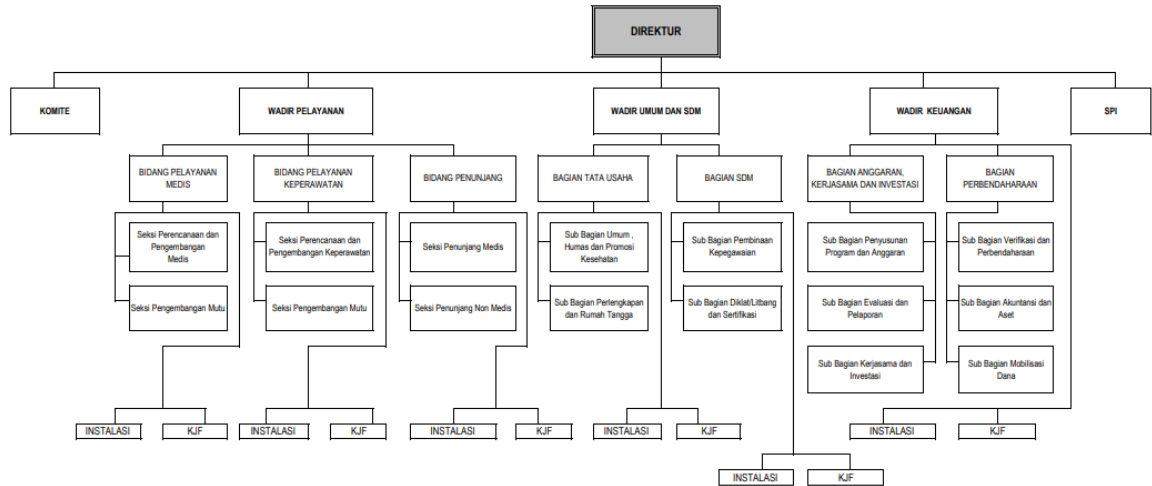 DIREKTUR
KOMITE
WADIR PELAYANAN
WADIR UMUM DAN SDM
WADIR KEUANGAN
SPI
BIDANG PELAYANAN
MEDIS
BIDANG PELAYANAN
KEPERAWATAN
BIDANG PENUNJANG
BAGIAN TATA USAHA
BAGIAN SDM
BAGIAN ANGGARAN,
KERJASAMA DAN INVESTASI
BAGIAN
PERBENDAHARAAN
Seksi Perencanaan dan
Pengembangan
Medis
Seksi Perencanaan dan
Pengembangan Keperawatan
Seksi Penunjang Medis
Sub Bagian Umum ,
Humas dan Promosi
Kesehatan
Sub Bagian Pembinaan
Kepegawaian
Sub Bagian Penyusunan
Program dan Anggaran
Sub Bagian Verifikasi dan
Perbendaharaan
Seksi Pengembangan Mutu
Seksi Pengembangan Mutu
Seksi Penunjang Non Medis
Sub Bagian Perlengkapan
dan Rumah Tangga
Sub Bagian Diklat/Litbang
dan Sertifikasi
Sub Bagian Evaluasi dan
Pelaporan
Sub Bagian Akuntansi dan
Aset
Sub Bagian Kerjasama dan
Investasi
Sub Bagian Mobilisasi
Dana
INSTALASI
KJF
INSTALASI
KJF
INSTALASI
KJF
INSTALASI
KJF
INSTALASI
KJF
INSTALASI
KJF